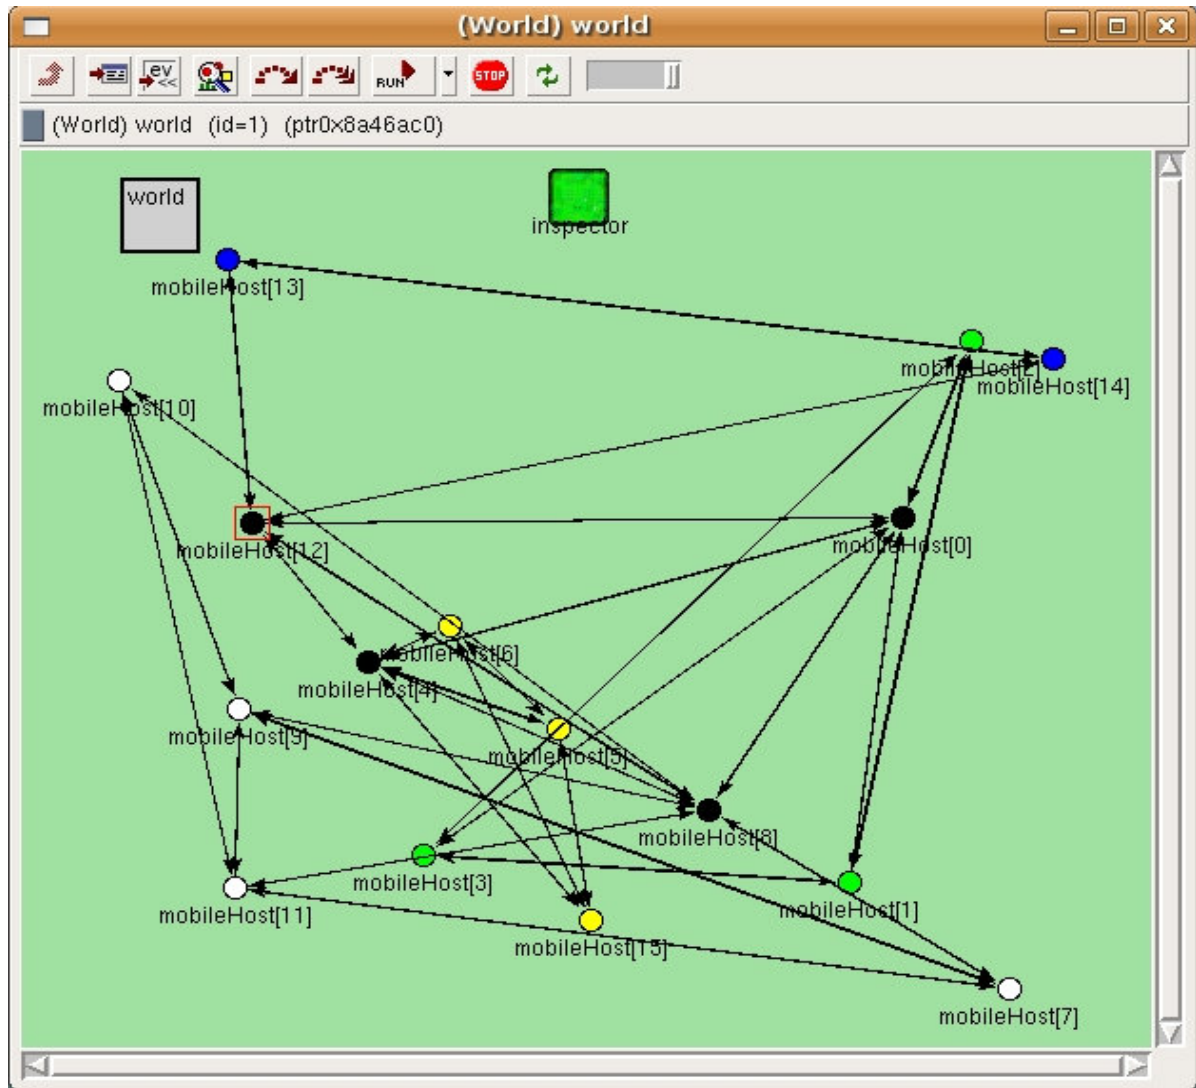 (World) world
ev
<<
RUN
STOP
(World) world (id=1) (ptr0x8a46ac0)
world
inspector
mobileHost[13]
mobileHost[2]
mobileHost[14]
mobileHost[10]
mobileHost[12]
mobileHost[0]
mobileHost[6]
mobileHost[4]
mobileHost[9]
mobileHost[5]
mobileHost[8]
mobileHost[3]
mobileHost[11]
mobileHost[1]
mobileHost[15]
mobileHost[7]